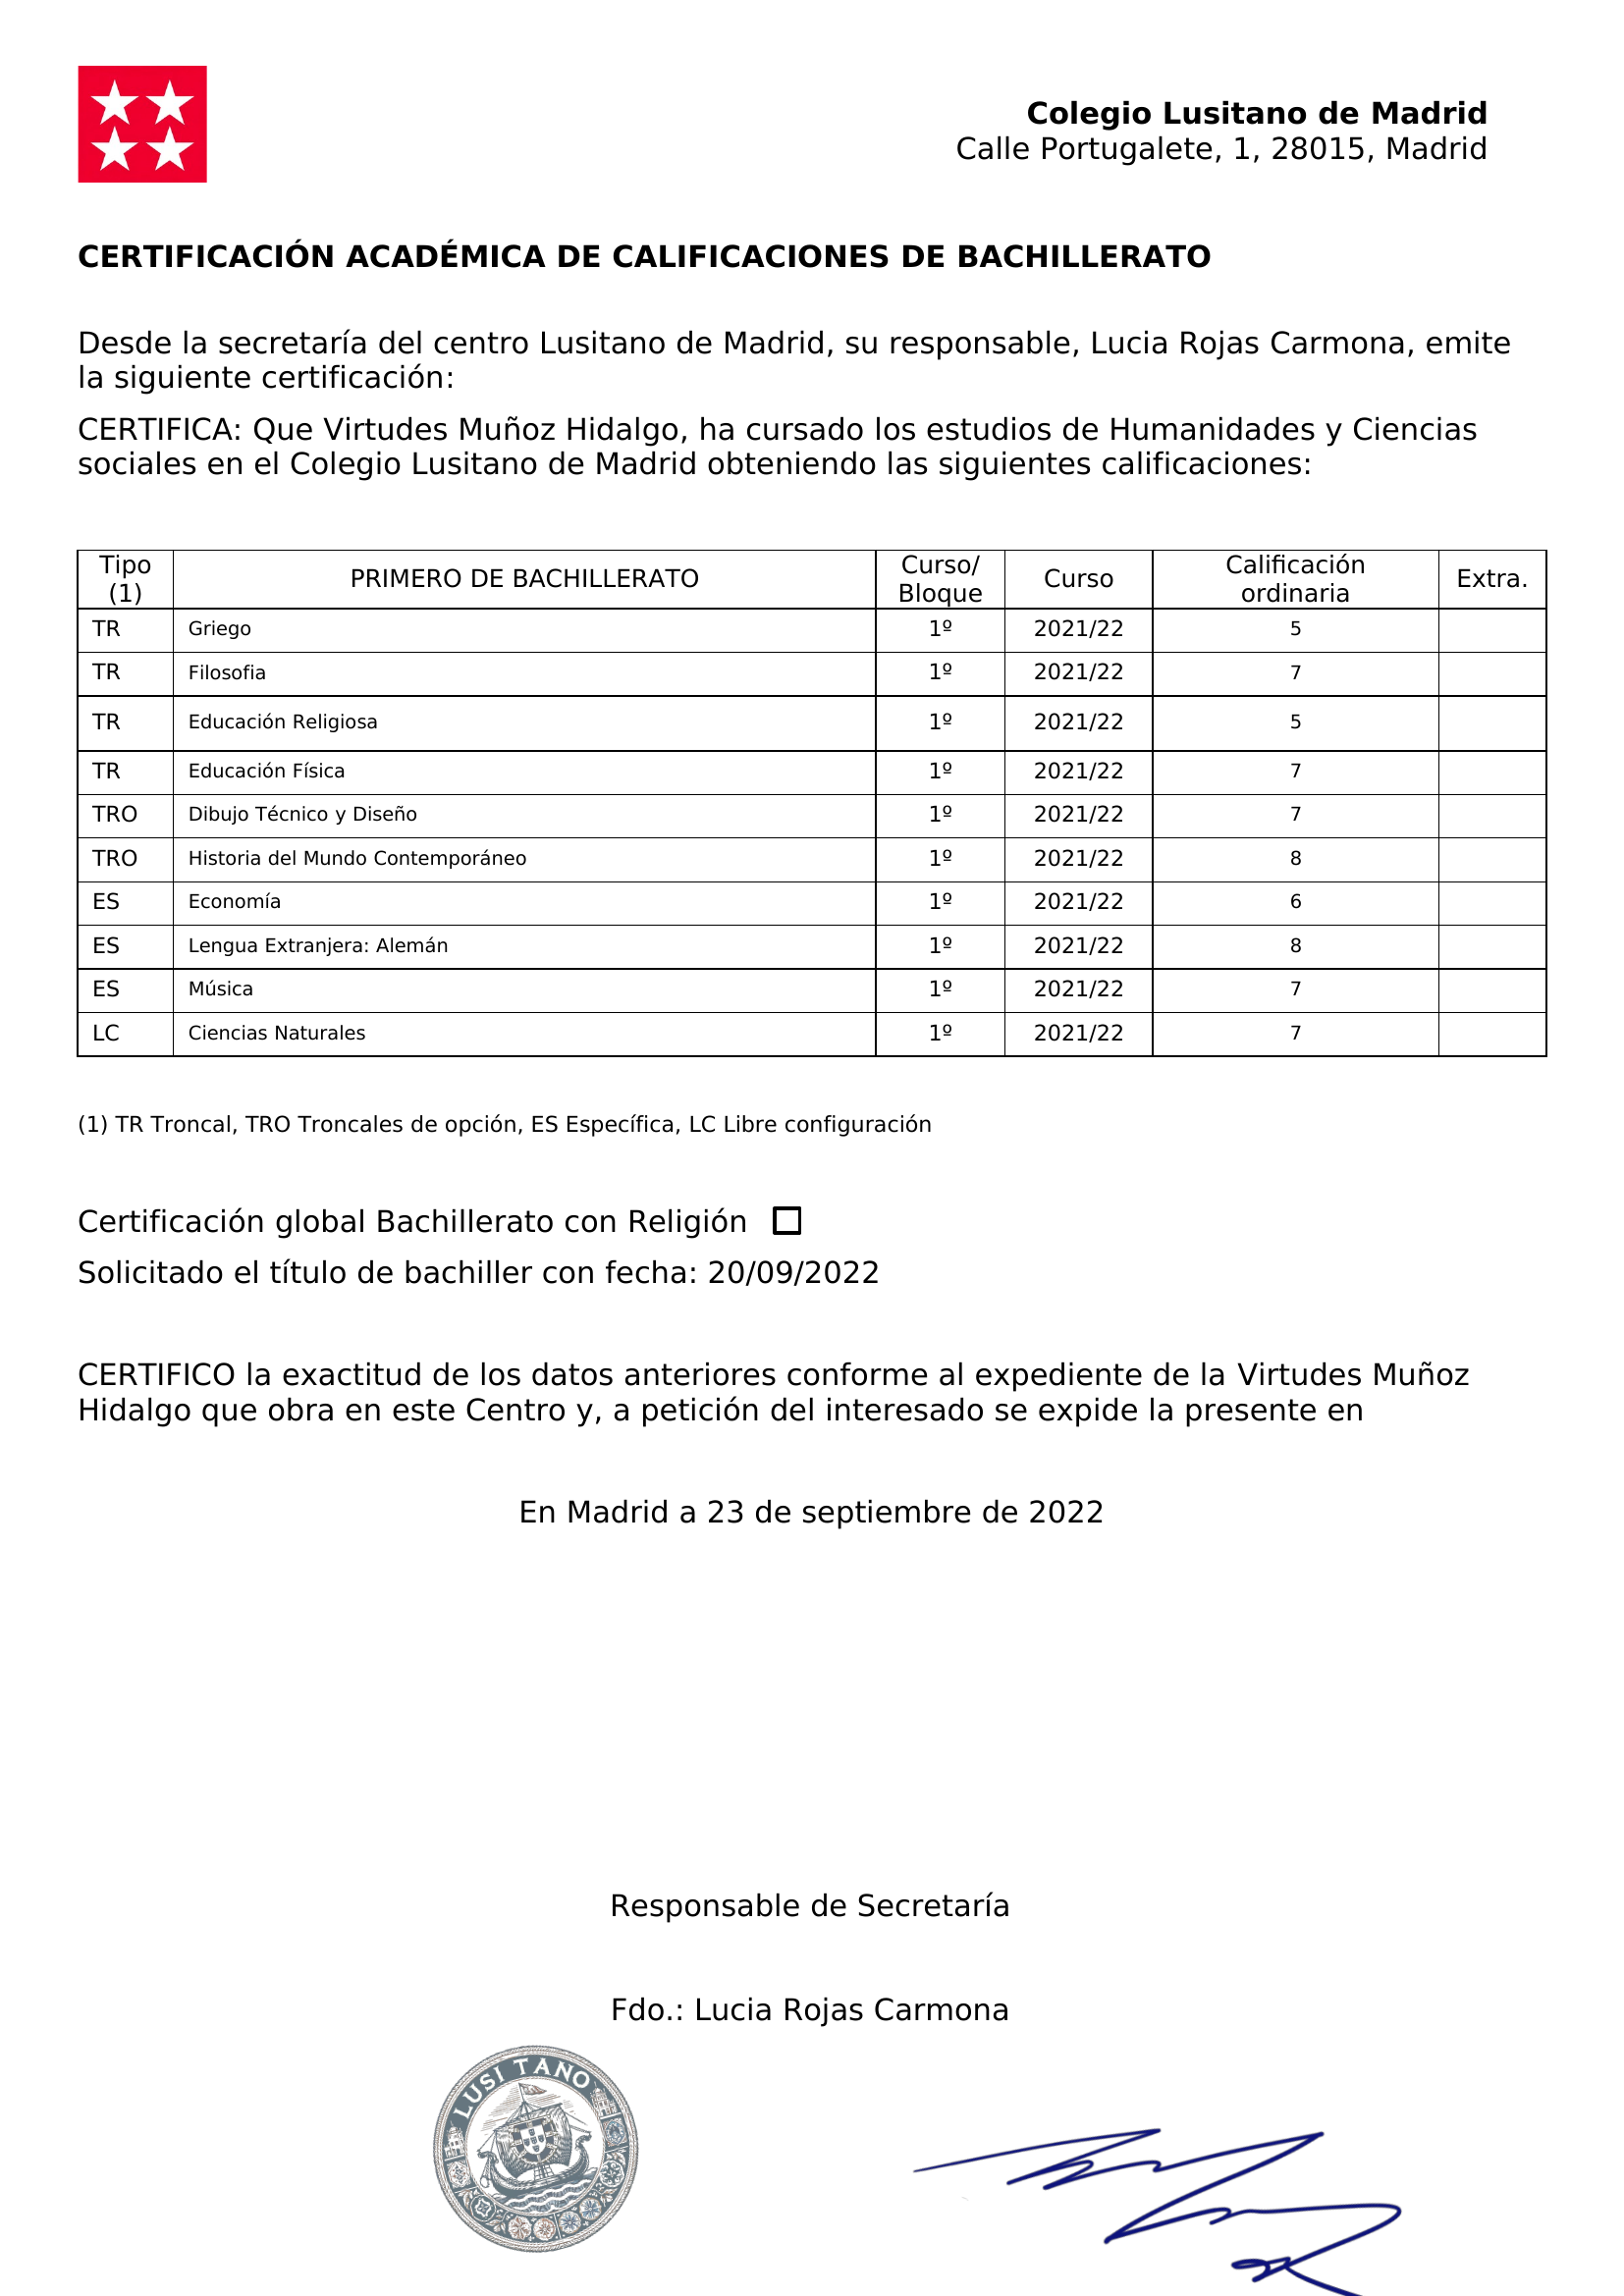 Colegio Lusitano de Madrid
Calle Portugalete, 1, 28015, Madrid
CERTIFICACIÓN ACADÉMICA DE CALIFICACIONES DE BACHILLERATO
Desde la secretaría del centro Lusitano de Madrid, su responsable, Lucia Rojas Carmona, emite
la siguiente certificación:
CERTIFICA: Que Virtudes Muñoz Hidalgo, ha cursado los estudios de Humanidades y Ciencias
sociales en el Colegio Lusitano de Madrid obteniendo las siguientes calificaciones:
Tipo (1) PRIMERO DE BACHILLERATO Curso/ Bloque Curso Calificación ordinaria Extra.
TR Griego 1º 2021/22 5
TR Filosofia 1º 2021/22 7
TR Educación Religiosa 1º 2021/22 5
TR Educación Física 1º 2021/22 7
TRO Dibujo Técnico y Diseño 1º 2021/22 7
TRO Historia del Mundo Contemporáneo 1º 2021/22 8
ES Economía 1º 2021/22 6
ES Lengua Extranjera: Alemán 1º 2021/22 8
ES Música 1º 2021/22 7
LC Ciencias Naturales 1º 2021/22 7
(1) TR Troncal, TRO Troncales de opción, ES Específica, LC Libre configuración
Certificación global Bachillerato con Religión
Solicitado el título de bachiller con fecha: 20/09/2022
CERTIFICO la exactitud de los datos anteriores conforme al expediente de la Virtudes Muñoz
Hidalgo que obra en este Centro y, a petición del interesado se expide la presente en
En Madrid a 23 de septiembre de 2022
Responsable de Secretaría
Fdo.: Lucia Rojas Carmona
LUSI TANO